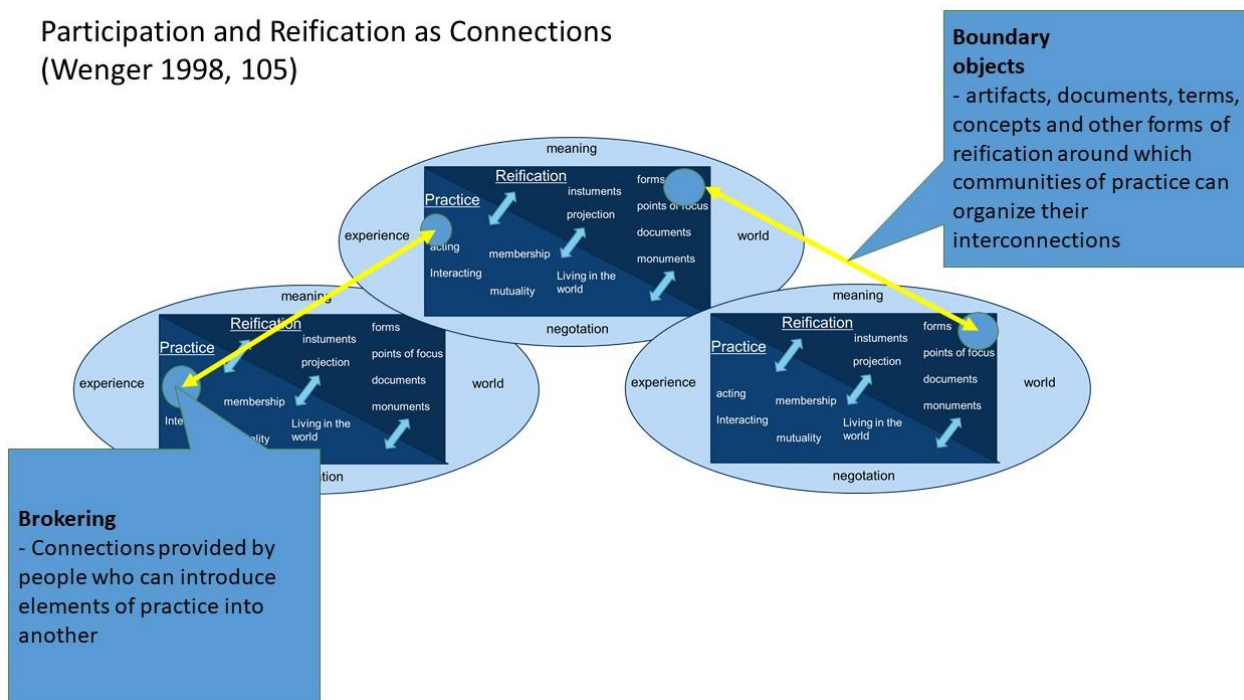 Participation and Reification as Connections
(Wenger 1998, 105)
Boundary
objects
- artifacts, documents, terms,
concepts and other forms of
reification around which
communities of practice can
organize their
interconnections
meaning
Reification
Practice
instuments
forms
projection
points of focus
experience
acting
membership
documents
world
Interacting
Living in the
world
monuments
mutuality
negotation
meaning
Reification
Practice
instuments
forms
projection
points of focus
experience
membership
documents
world
Living in the
world
monuments
meaning
Reification
Practice
instuments
forms
projection
points of focus
experience
acting
membership
documents
world
Interacting
Living in the
world
monuments
mutuality
negotation
Brokering
- Connections provided by
people who can introduce
elements of practice into
another